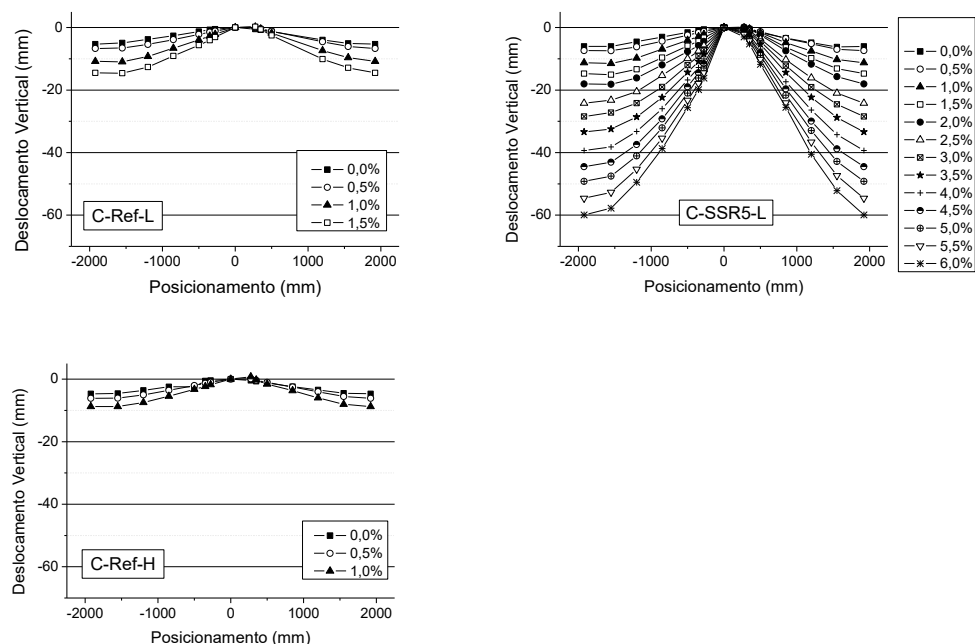 Deslocamento Vertical (mm)
0
-20
-40
-60
C-Ref-L
0,0%
0,5%
1,0%
1,5%
-2000 -1000 0 1000 2000
Posicionamento (mm)
Deslocamento Vertical (mm)
0
-20
-40
-60
C-SSR5-L
-2000 -1000 0 1000 2000
Posicionamento (mm)
0,0%
0,5%
1,0%
1,5%
2,0%
2,5%
3,0%
3,5%
4,0%
4,5%
5,0%
5,5%
6,0%
Deslocamento Vertical (mm)
0
-20
-40
-60
C-Ref-H
0,0%
0,5%
1,0%
-2000 -1000 0 1000 2000
Posicionamento (mm)